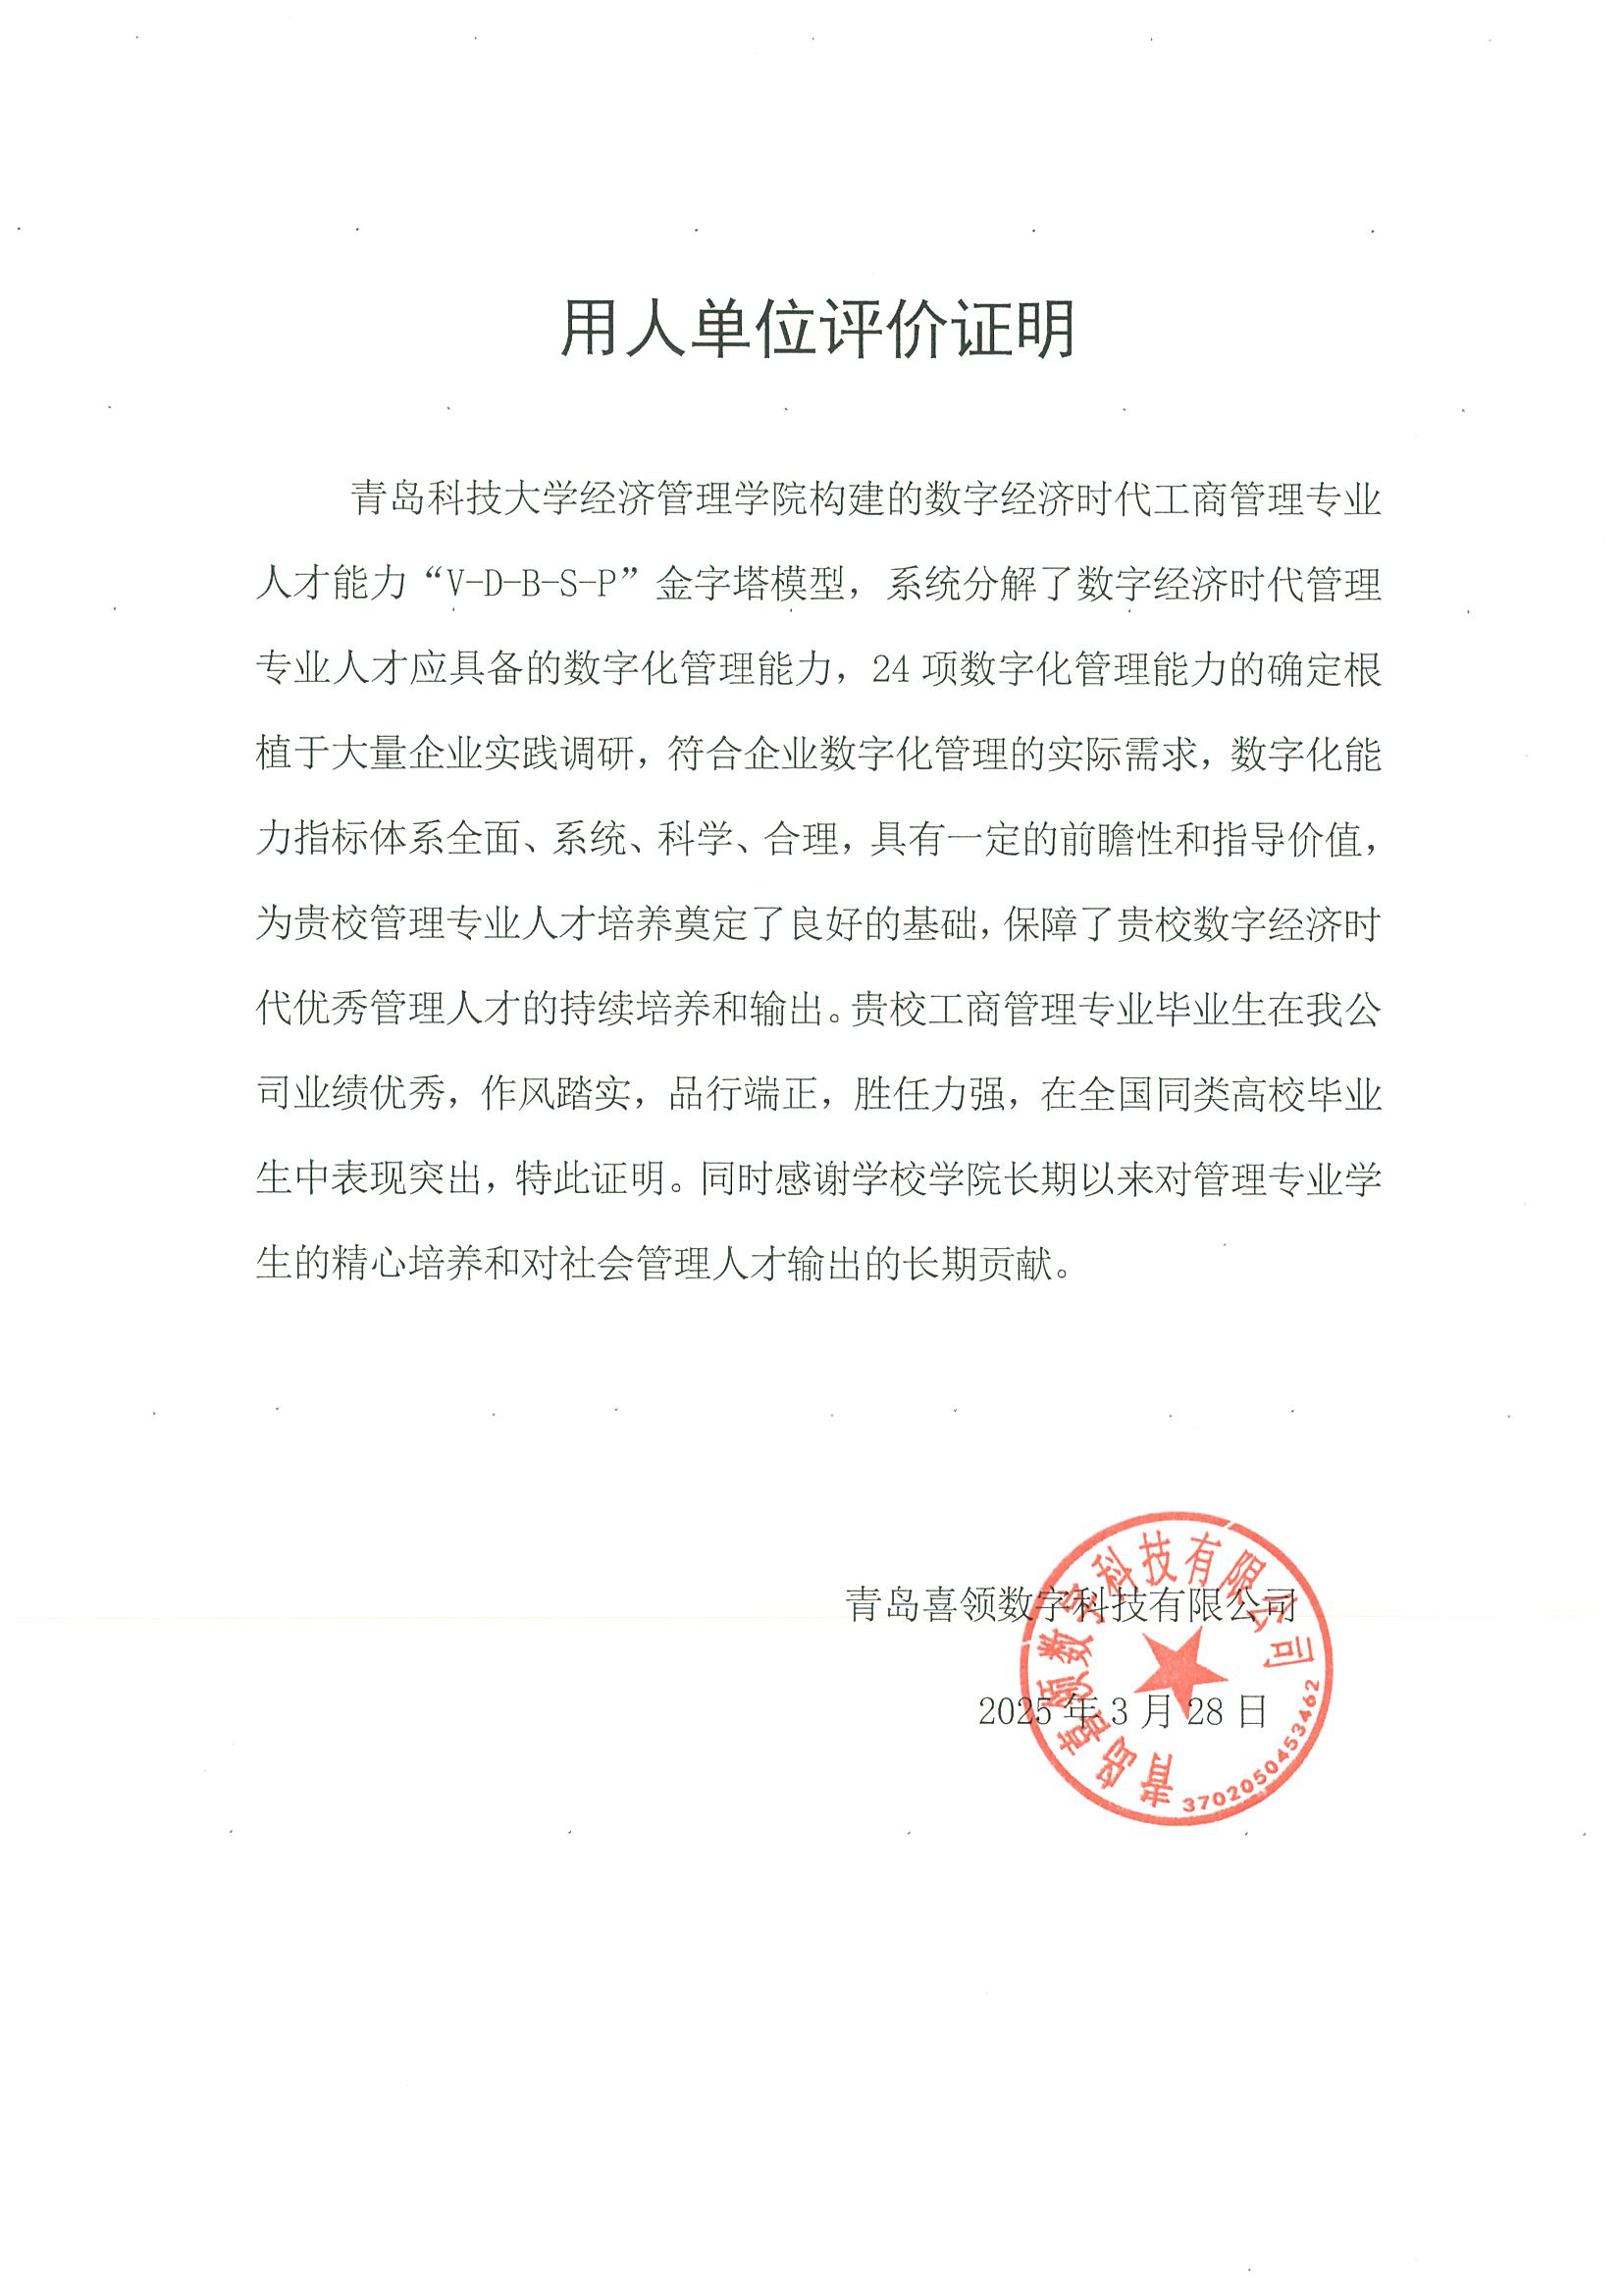 用人单位评价证明
青岛科技大学经济管理学院构建的数字经济时代工商管理专业
人才能力“V-D-B-S-P”金字塔模型，系统分解了数字经济时代管理
专业人才应具备的数字化管理能力，24 项数字化管理能力的确定根
植于大量企业实践调研，符合企业数字化管理的实际需求，数字化能
力指标体系全面、系统、科学、合理，具有一定的前瞻性和指导价值，
为贵校管理专业人才培养奠定了良好的基础，保障了贵校数字经济时
代优秀管理人才的持续培养和输出。贵校工商管理专业毕业生在我公
司业绩优秀，作风踏实，品行端正，胜任力强，在全国同类高校毕业
生中表现突出，特此证明。同时感谢学校学院长期以来对管理专业学
生的精心培养和对社会管理人才输出的长期贡献。
青岛喜领数字科技有限公司
2025 年 3 月 28 日
青岛喜领数字科技有限公司
3702050453462